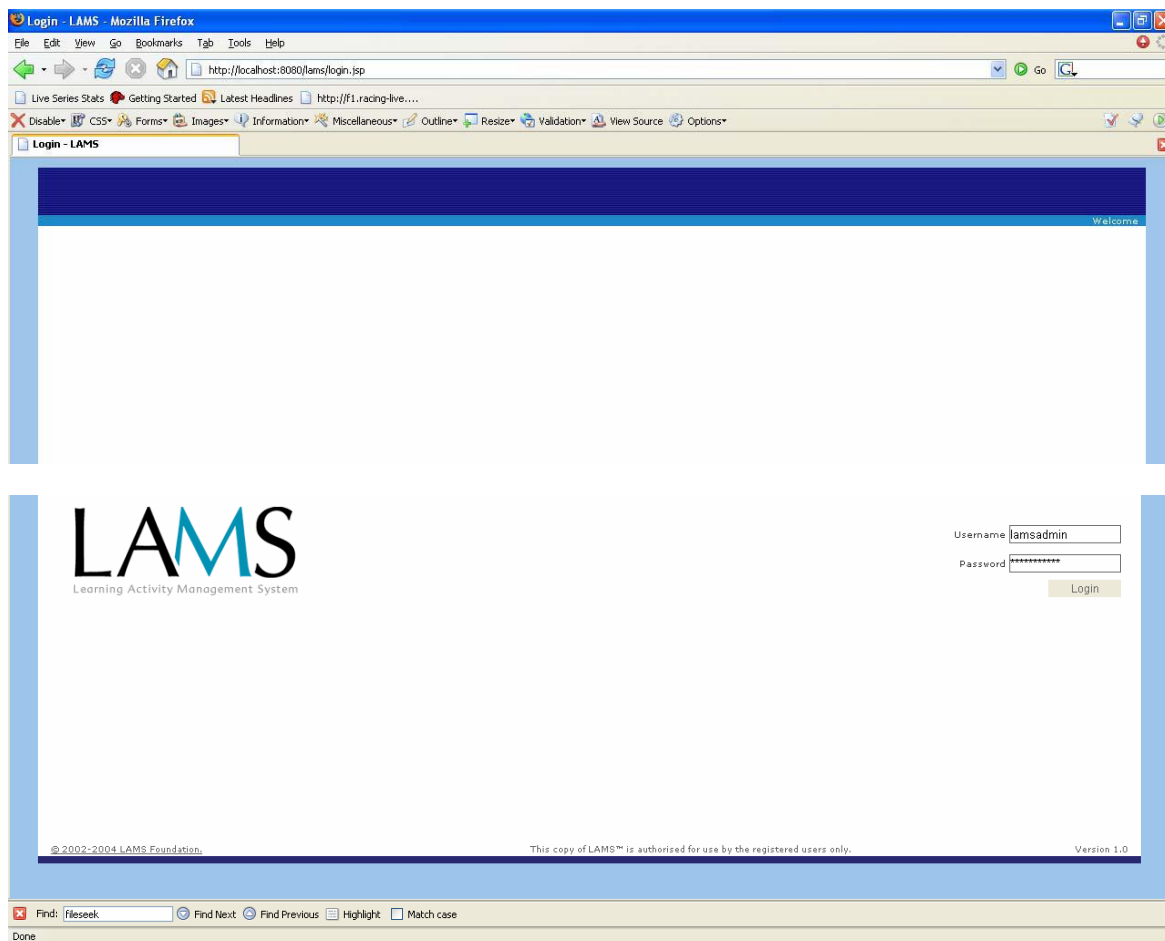 Login - LAMS - Mozilla Firefox
File Edit View Go Bookmarks Tab Tools Help
http://localhost:8080/lams/login.jsp Go G
Live Series Stats Getting Started Latest Headlines http://f1.racing-live....
Disable CSS Forms Images Information Miscellaneous Outline Resize Validation View Source Options
Login - LAMS
Welcome
LAMS
Learning Activity Management System
Username lamsadmin
Password ***********
Login
© 2002-2004 LAMS Foundation. This copy of LAMS™ is authorised for use by the registered users only. Version 1.0
Find: fileseek Find Next Find Previous Highlight Match case
Done